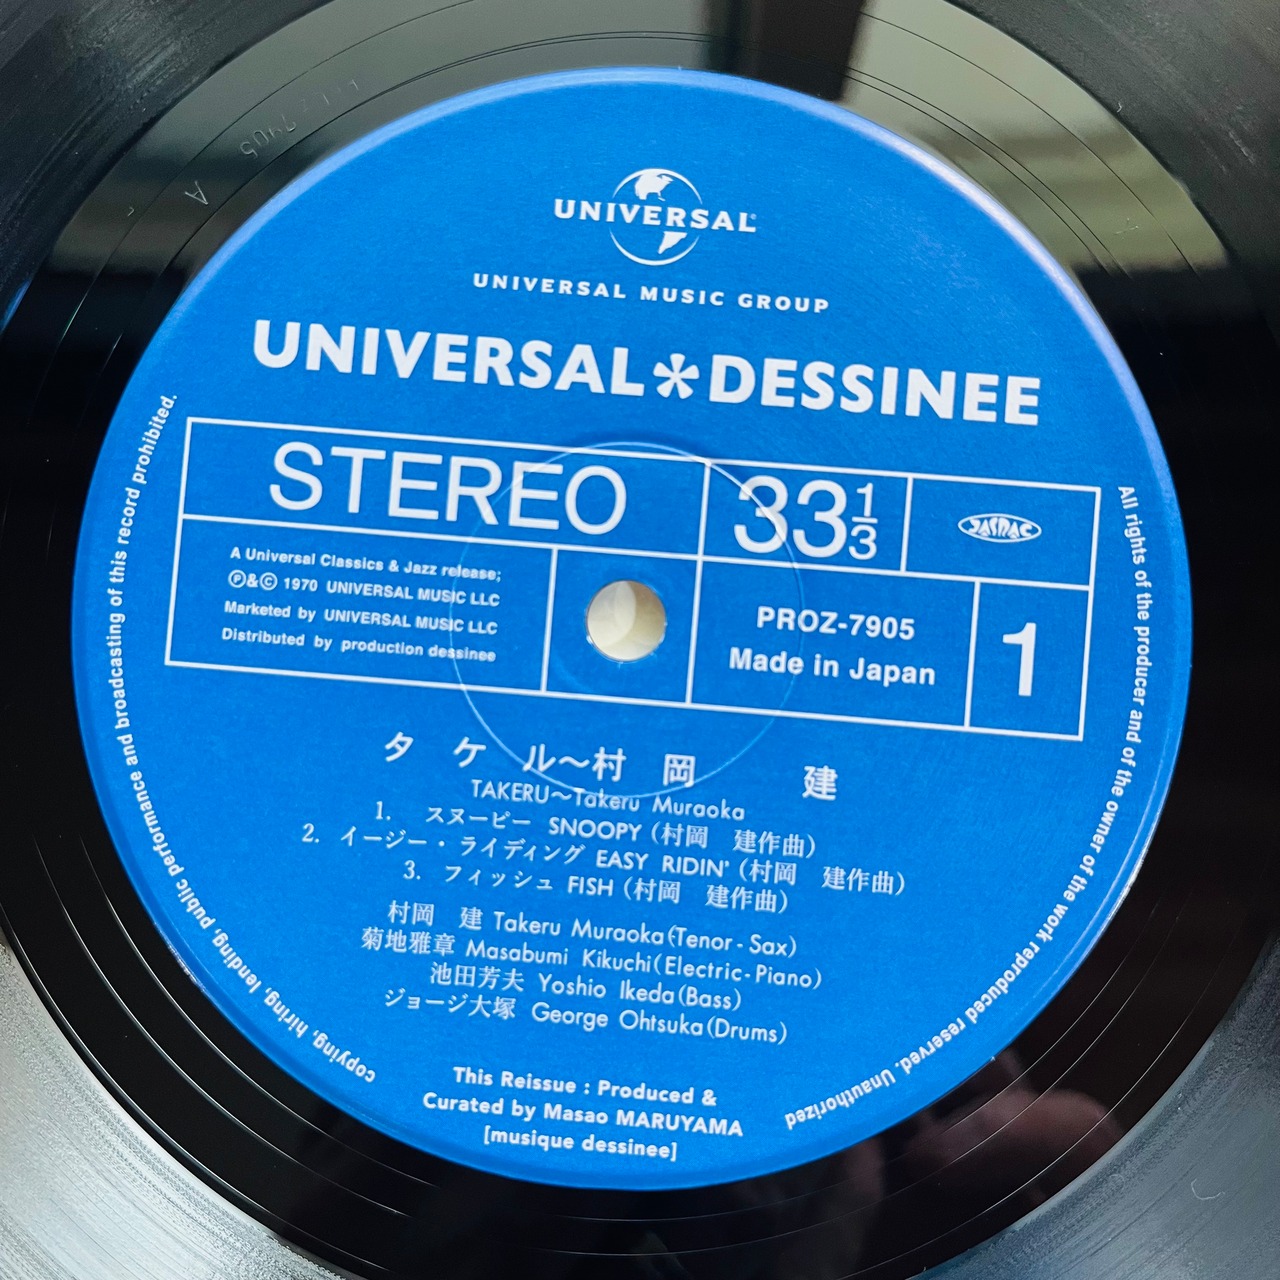 UNIVERSAL
UNIVERSAL MUSIC GROUP
UNIVERSAL*DESSINEE
STEREO
33 1/3
JASRAC
A Universal Classics & Jazz release;
Ⓟ&© 1970 UNIVERSAL MUSIC LLC
Marketed by UNIVERSAL MUSIC LLC
Distributed by production dessinee
PROZ-7905
Made in Japan
1
タケル〜村岡 建
TAKERU〜Takeru Muraoka
1. スヌーピー SNOOPY (村岡 建作曲)
2. イージー・ライディング EASY RIDIN' (村岡 建作曲)
3. フィッシュ FISH (村岡 建作曲)
村岡 建 Takeru Muraoka (Tenor-Sax)
菊地雅章 Masabumi Kikuchi (Electric-Piano)
池田芳夫 Yoshio Ikeda (Bass)
ジョージ大塚 George Ohtsuka (Drums)
This Reissue : Produced &
Curated by Masao MARUYAMA
[musique dessinee]
All rights of the producer and of the owner of the work reproduced reserved. Unauthorized
copying, hiring, lending, public performance and broadcasting of this record prohibited.
7905 A